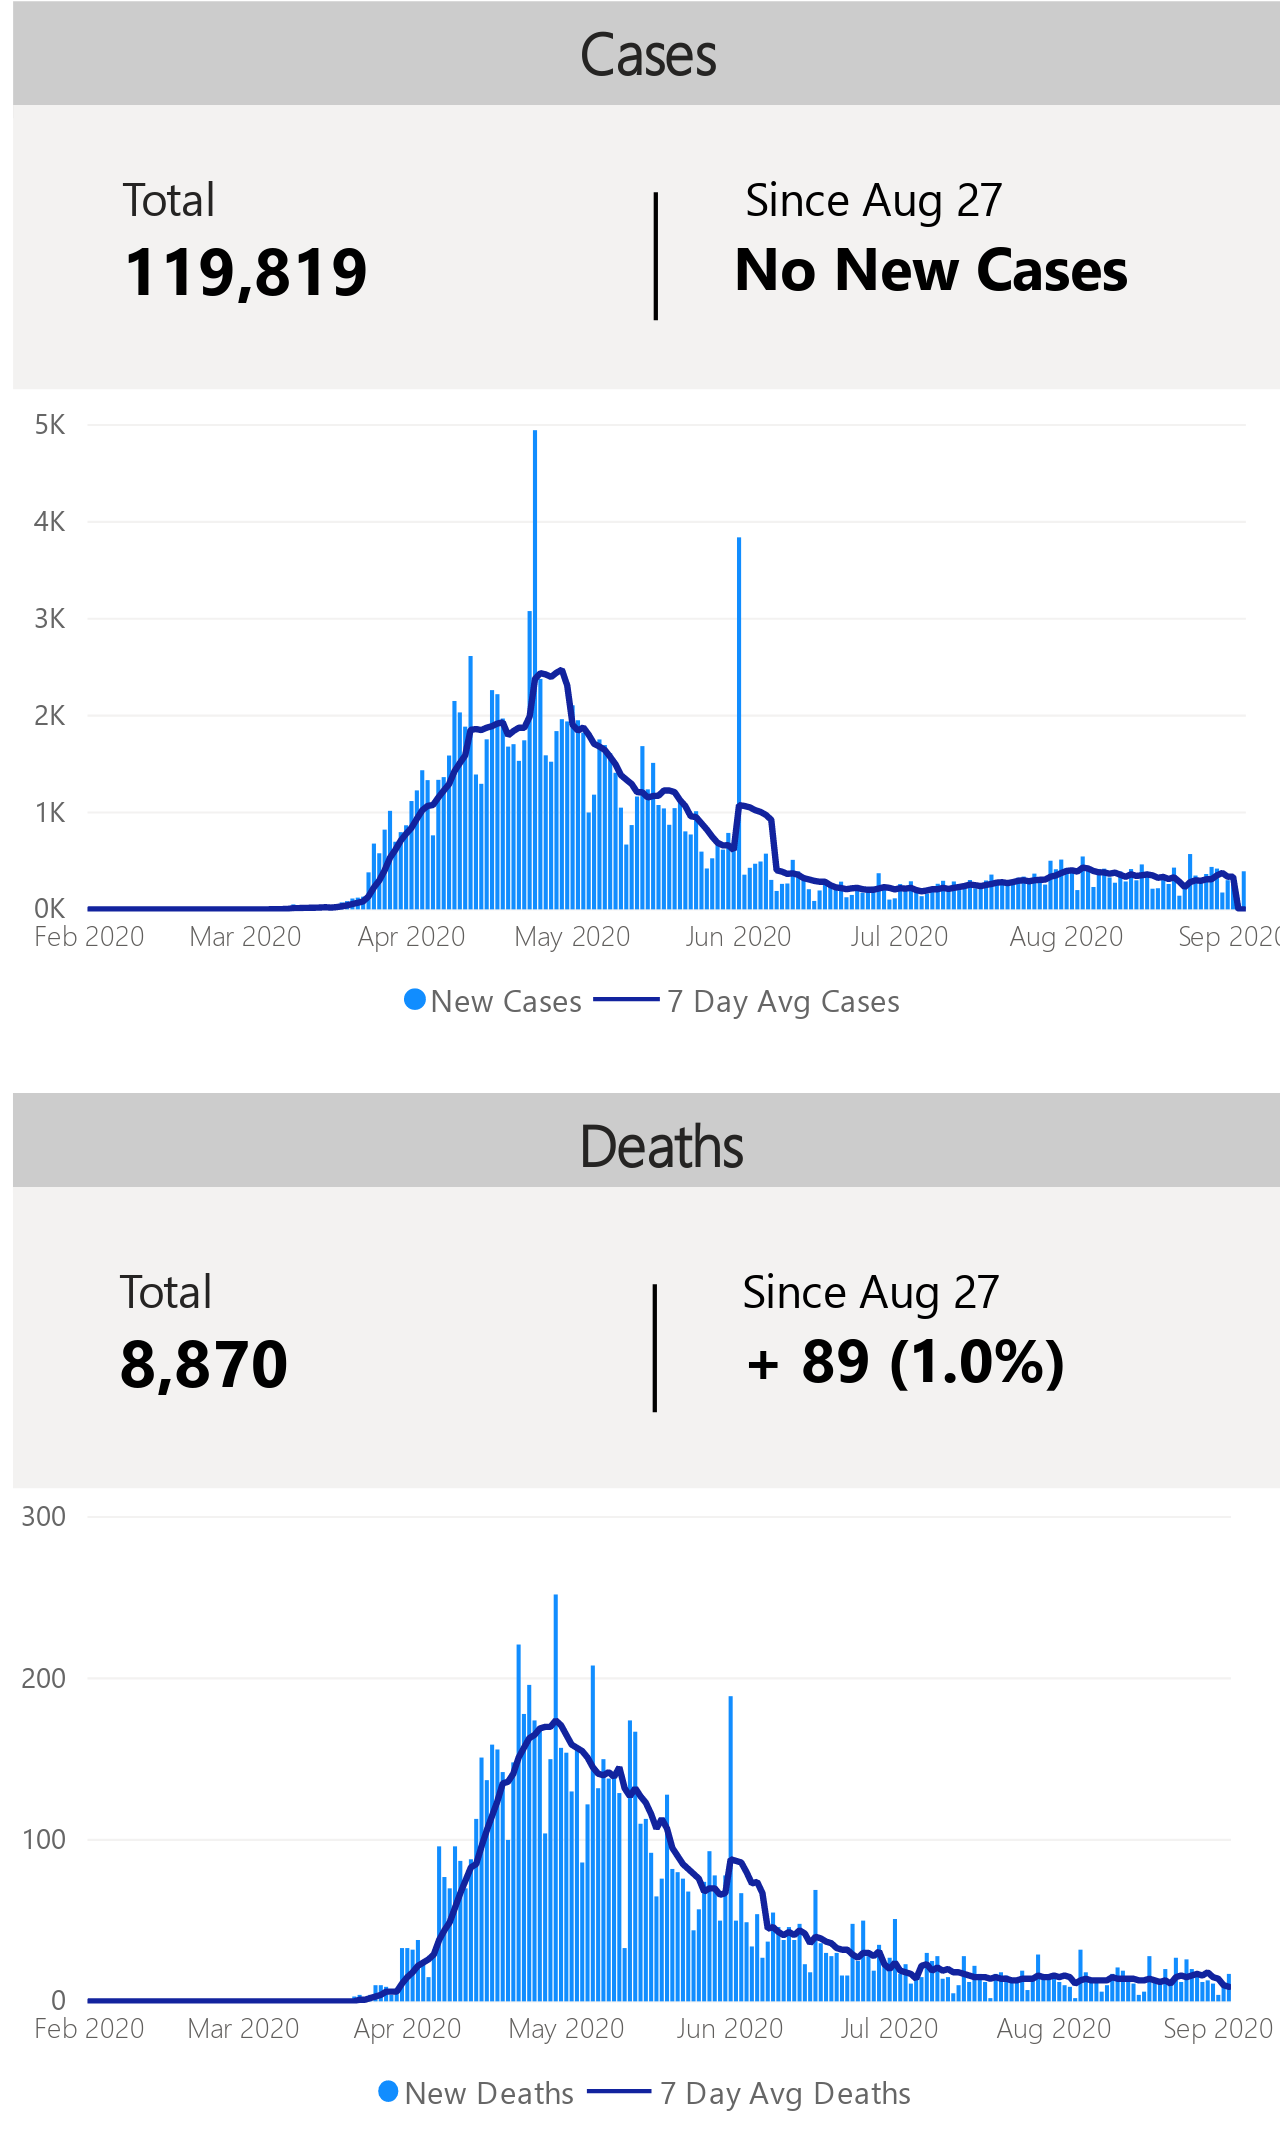 Cases
Total
Since Aug 27
119,819
No New Cases
5K
4K
3K
2K
1K
0K
Feb 2020 Mar 2020 Apr 2020 May 2020 Jun 2020 Jul 2020 Aug 2020 Sep 2020
New Cases 7 Day Avg Cases
Deaths
Total
Since Aug 27
8,870
+ 89 (1.0%)
300
200
100
0
Feb 2020 Mar 2020 Apr 2020 May 2020 Jun 2020 Jul 2020 Aug 2020 Sep 2020
New Deaths 7 Day Avg Deaths